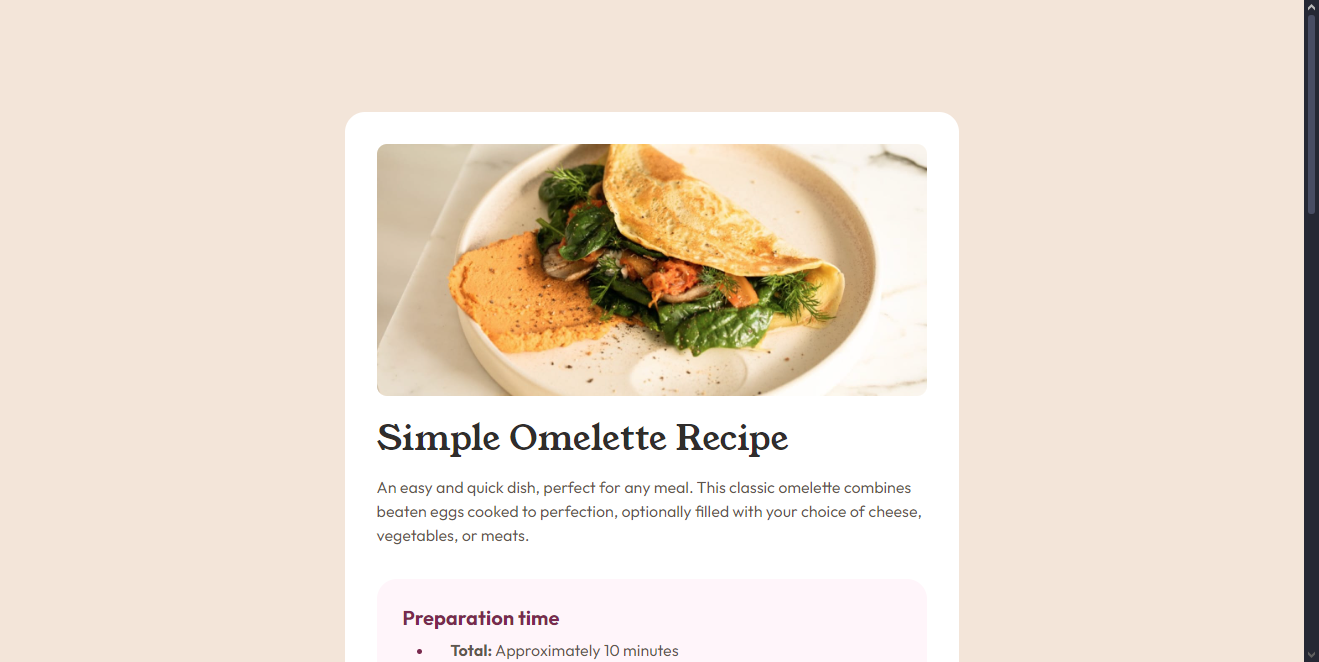 Simple Omelette Recipe
An easy and quick dish, perfect for any meal. This classic omelette combines
beaten eggs cooked to perfection, optionally filled with your choice of cheese,
vegetables, or meats.
Preparation time
• Total: Approximately 10 minutes